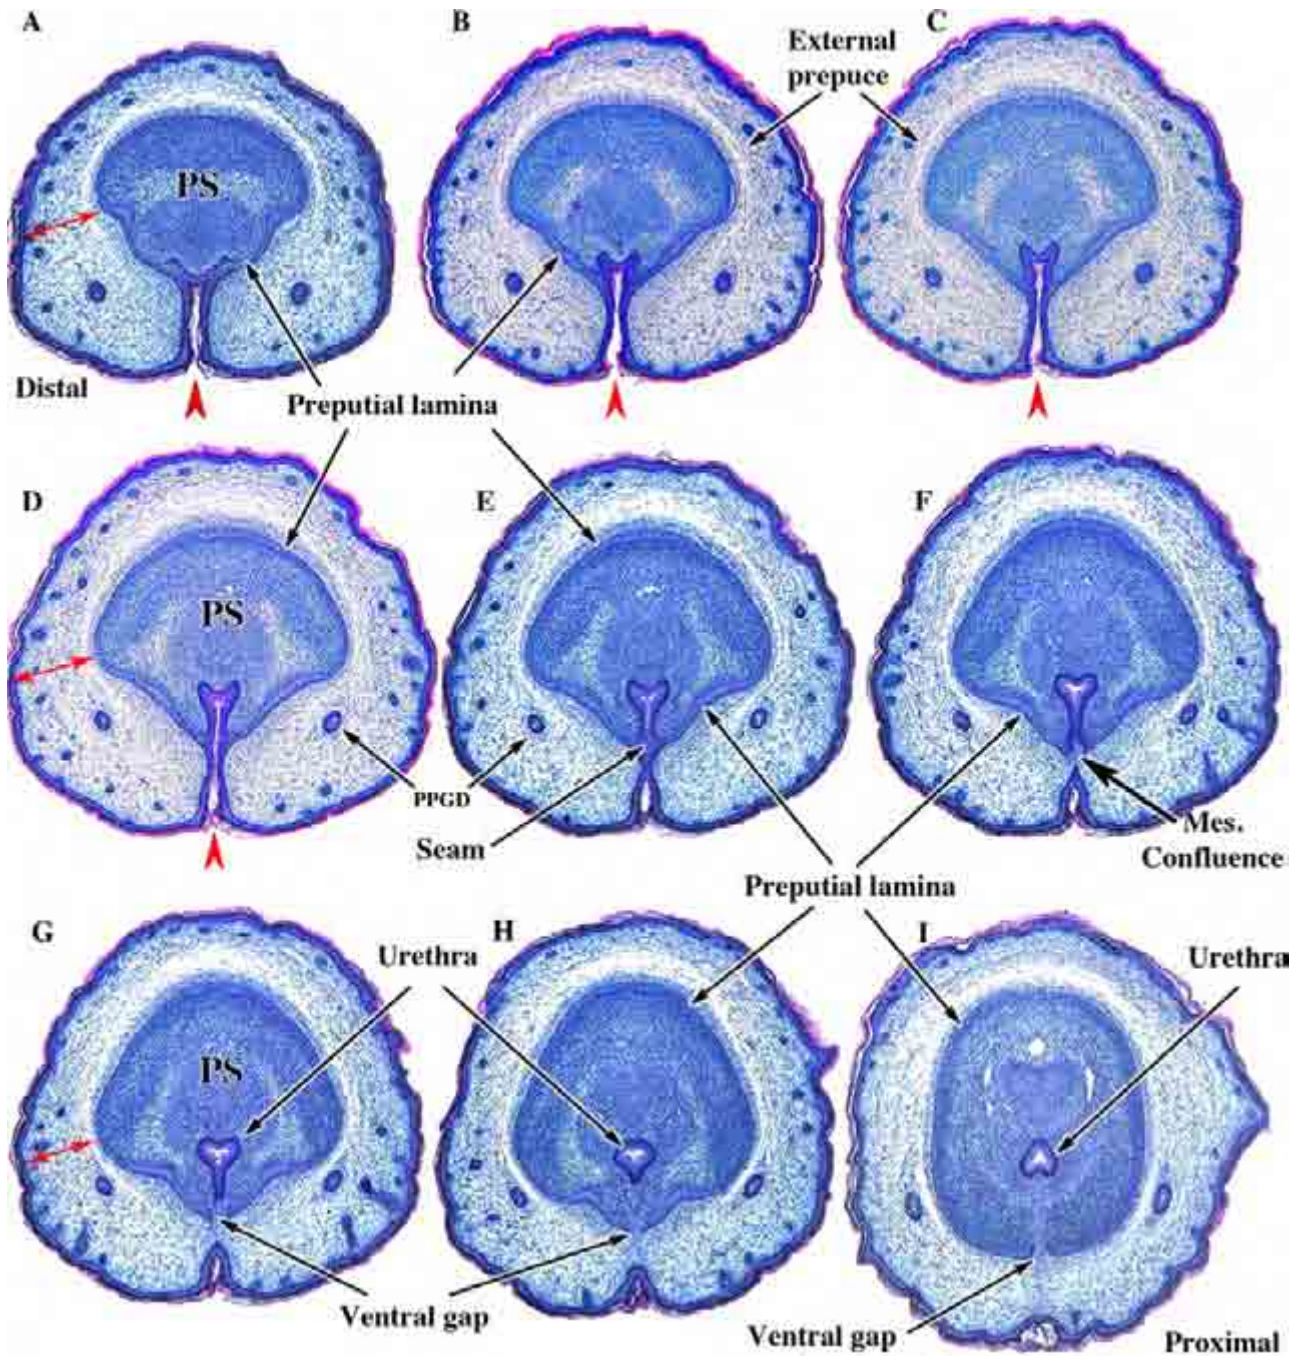 A
B
C
External
prepuce
PS
Distal
Preputial lamina
D
E
F
PS
PPGD
Seam
Mes.
Confluence
Preputial lamina
G
H
I
Urethra
Urethra
PS
Ventral gap
Ventral gap
Proximal